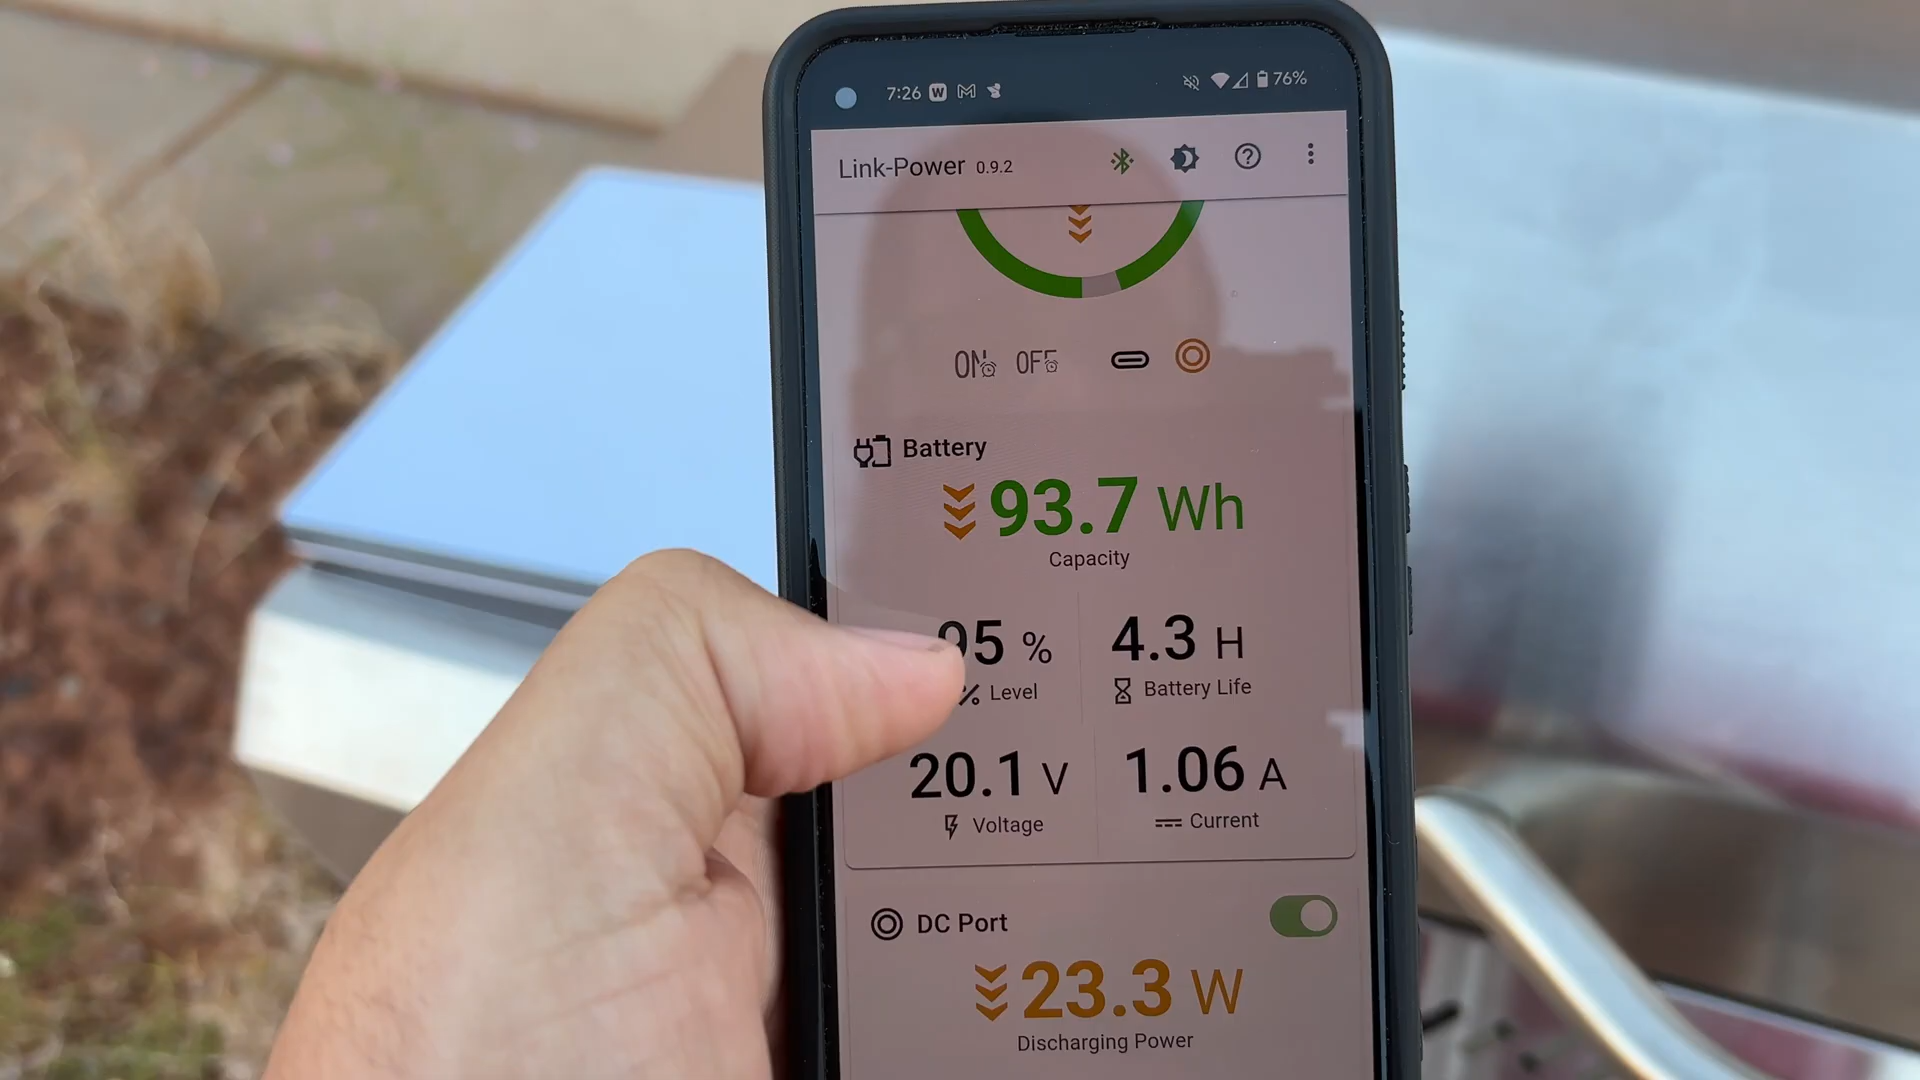 7:26 W M 76%
Link-Power 0.9.2
ON OFF
Battery
93.7 Wh
Capacity
95 % 4.3 H
% Level Battery Life
20.1 V 1.06 A
Voltage Current
DC Port
23.3 W
Discharging Power